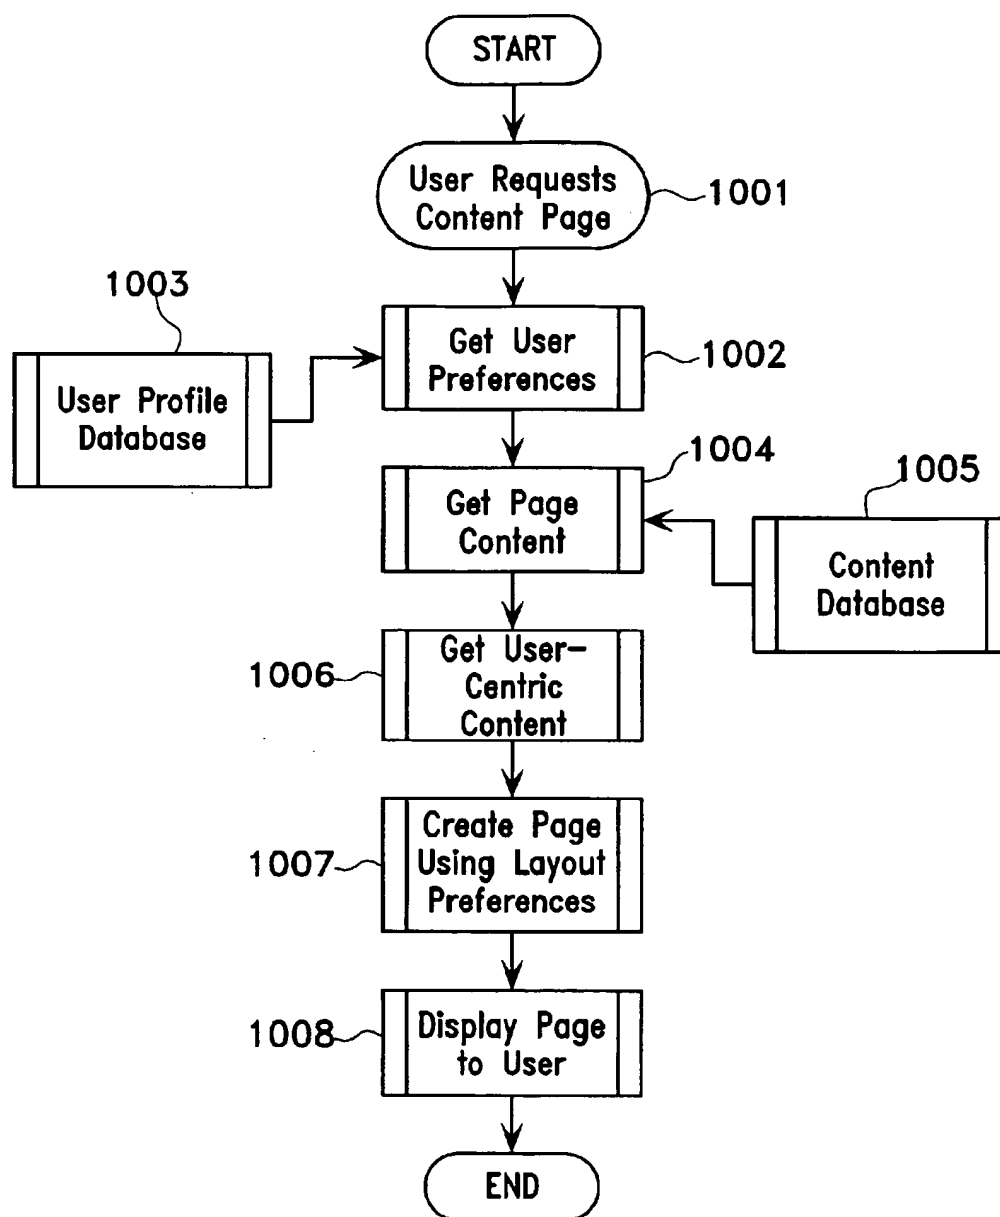 START
User Requests
Content Page
1001
1003
Get User
Preferences
1002
User Profile
Database
1004
Get Page
Content
1005
Content
Database
1006
Get User-
Centric
Content
1007
Create Page
Using Layout
Preferences
1008
Display Page
to User
END